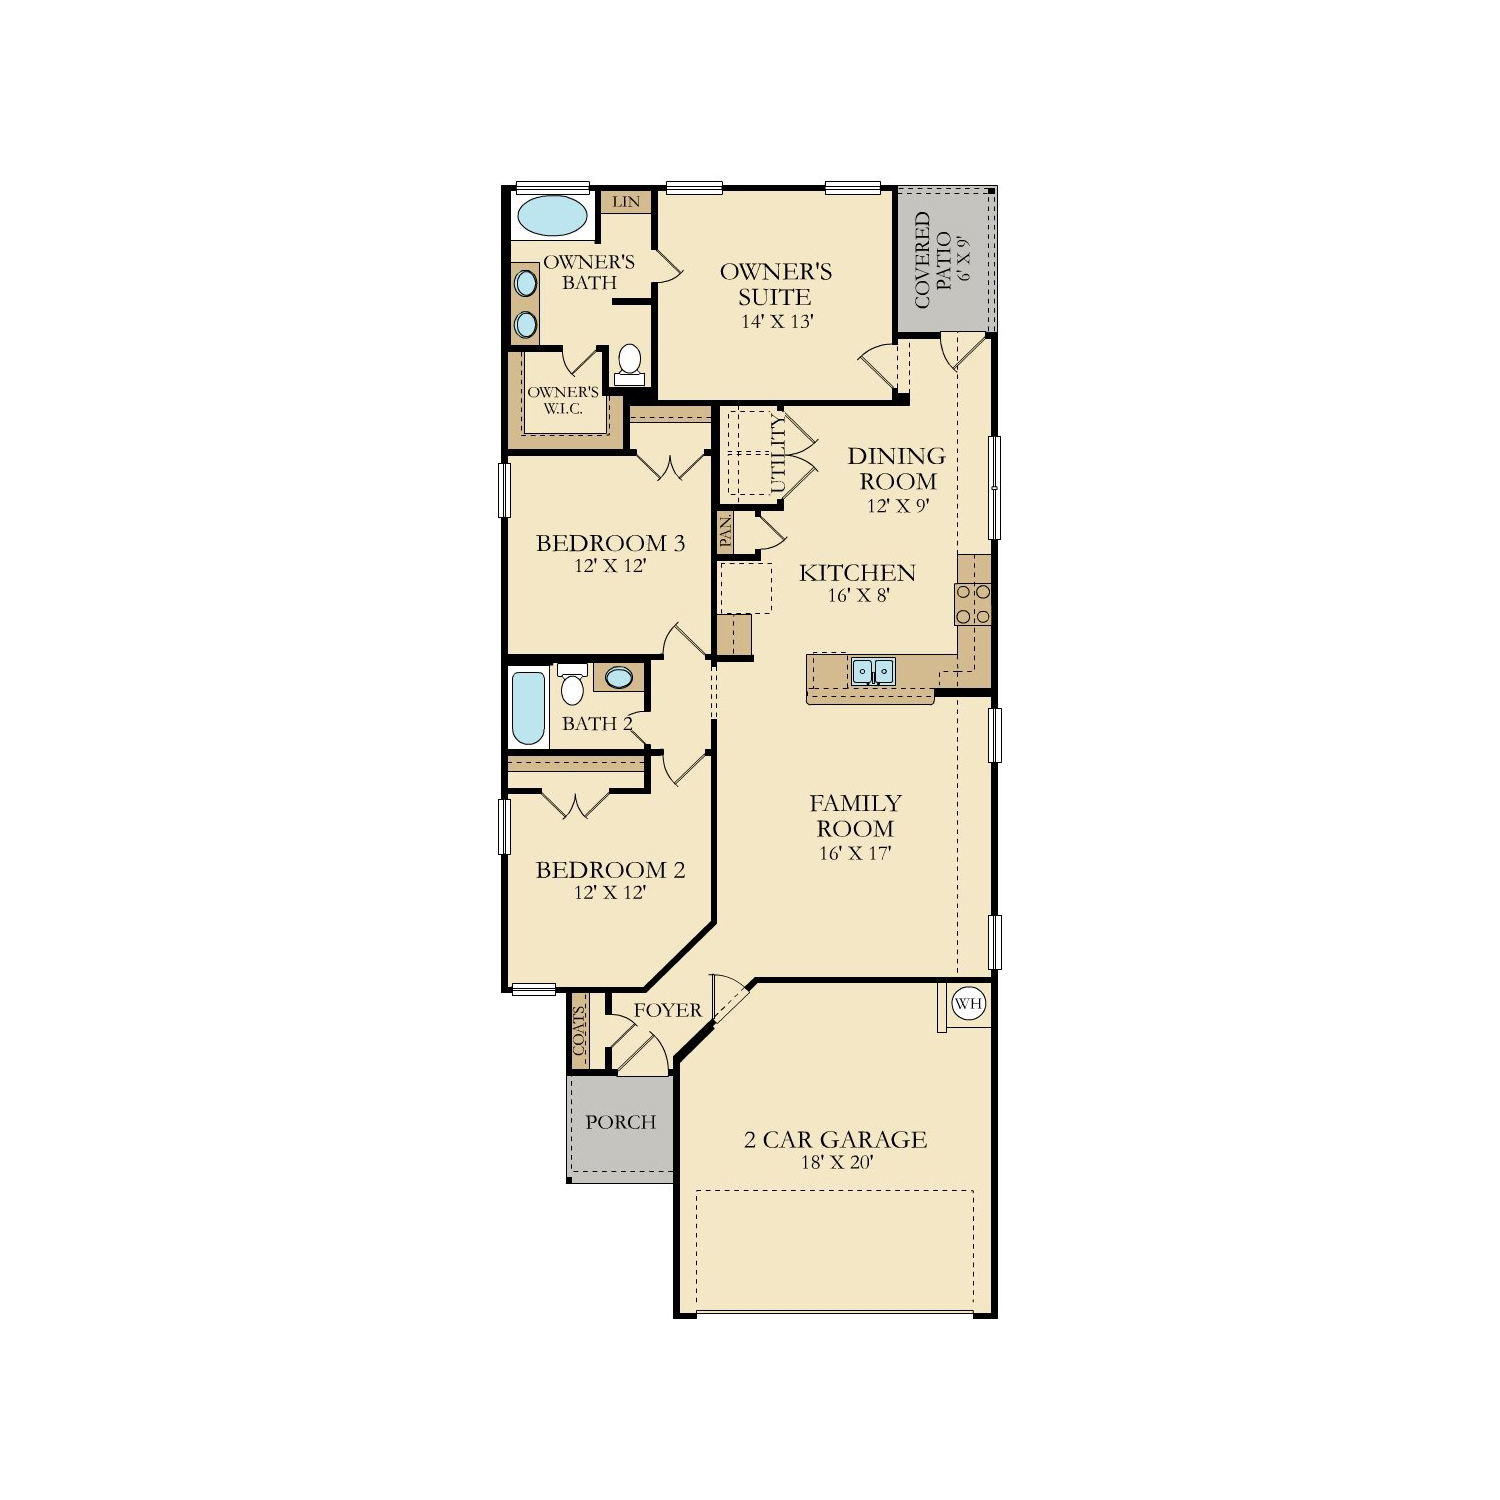 LIN
OWNER'S
BATH
OWNER'S
SUITE
14' X 13'
COVERED
PATIO
6' X 9'
OWNER'S
W.I.C.
UTILITY
DINING
ROOM
12' X 9'
PAN.
BEDROOM 3
12' X 12'
KITCHEN
16' X 8'
BATH 2
FAMILY
ROOM
16' X 17'
BEDROOM 2
12' X 12'
COATS
FOYER
WH
PORCH
2 CAR GARAGE
18' X 20'